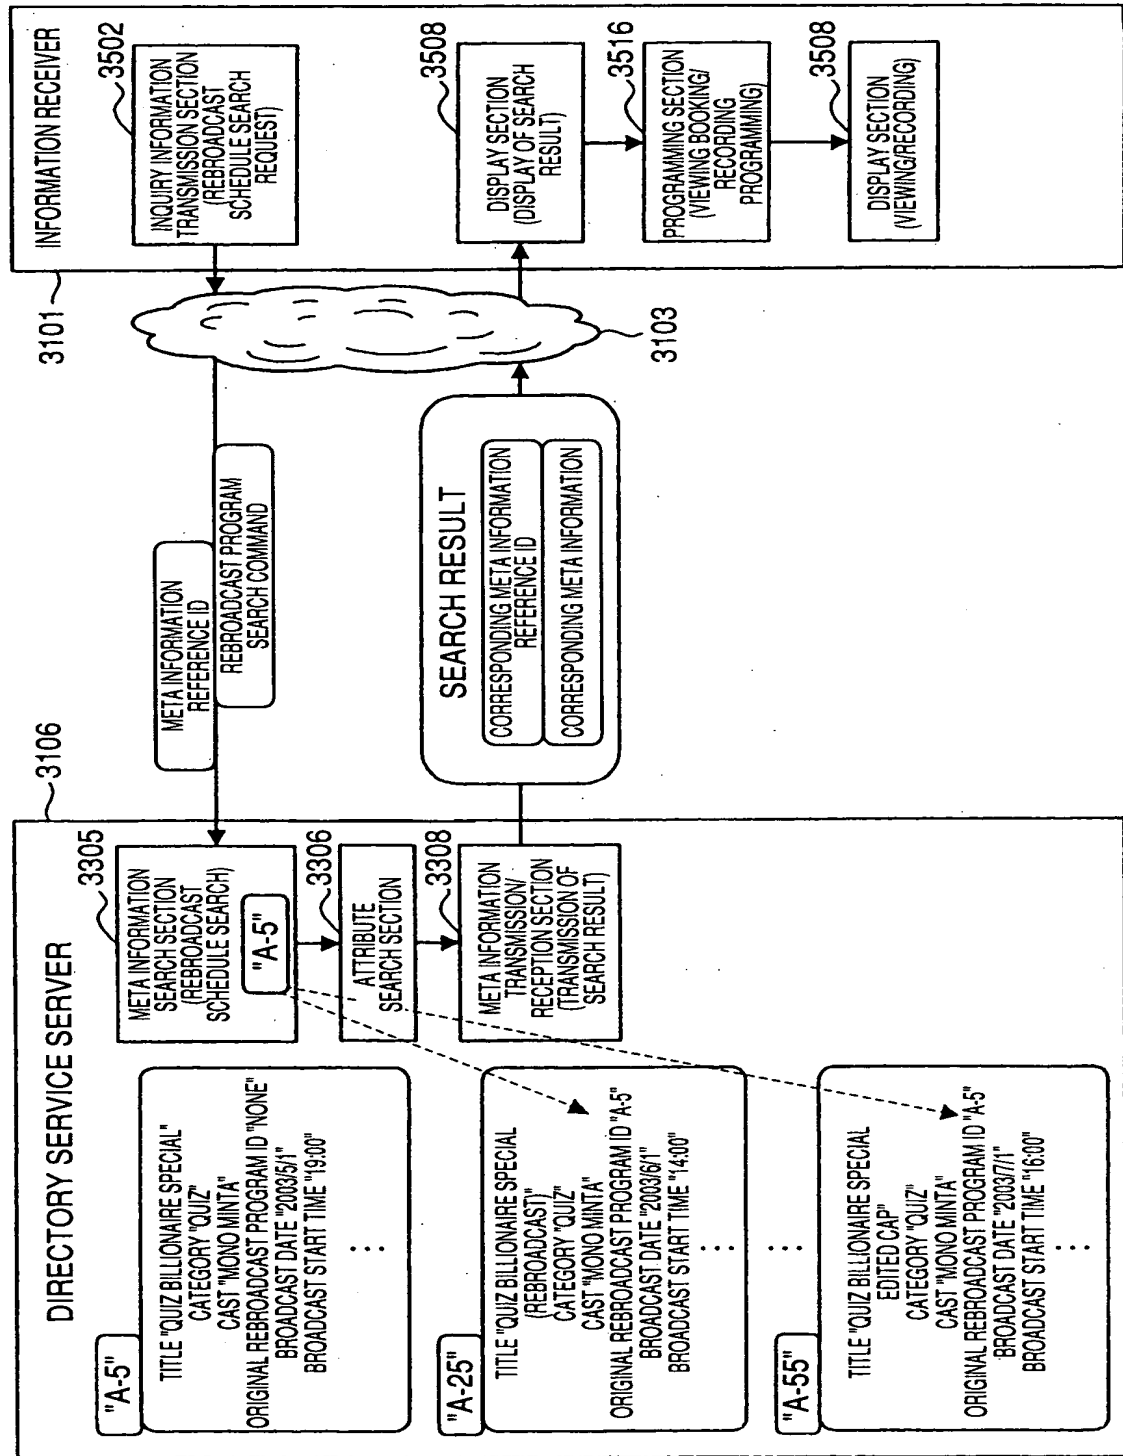 DIRECTORY SERVICE SERVER
3106
"A-5"
TITLE "QUIZ BILLIONAIRE SPECIAL"
CATEGORY "QUIZ"
CAST "MONO MINTA"
ORIGINAL REBROADCAST PROGRAM ID "NONE"
BROADCAST DATE "2003/5/1"
BROADCAST START TIME "19:00"
"A-25"
TITLE "QUIZ BILLIONAIRE SPECIAL
(REBROADCAST)
CATEGORY "QUIZ"
CAST "MONO MINTA"
ORIGINAL REBROADCAST PROGRAM ID "A-5"
BROADCAST DATE "2003/6/1"
BROADCAST START TIME "14:00"
"A-55"
TITLE "QUIZ BILLIONAIRE SPECIAL
EDITED CAP"
CATEGORY "QUIZ"
CAST "MONO MINTA"
ORIGINAL REBROADCAST PROGRAM ID "A-5"
BROADCAST DATE "2003/7/1"
BROADCAST START TIME "16:00"
3305
META INFORMATION
SEARCH SECTION
(REBROADCAST
SCHEDULE SEARCH)
"A-5"
3306
ATTRIBUTE
SEARCH SECTION
3308
META INFORMATION
TRANSMISSION/
RECEPTION SECTION
(TRANSMISSION OF
SEARCH RESULT)
META INFORMATION
REFERENCE ID
REBROADCAST PROGRAM
SEARCH COMMAND
SEARCH RESULT
CORRESPONDING META INFORMATION
REFERENCE ID
CORRESPONDING META INFORMATION
3103
3101
INFORMATION RECEIVER
3502
INQUIRY INFORMATION
TRANSMISSION SECTION
(REBROADCAST
SCHEDULE SEARCH
REQUEST)
3508
DISPLAY SECTION
(DISPLAY OF SEARCH
RESULT)
3516
PROGRAMMING SECTION
(VIEWING BOOKING/
RECORDING
PROGRAMMING)
3508
DISPLAY SECTION
(VIEWING/RECORDING)